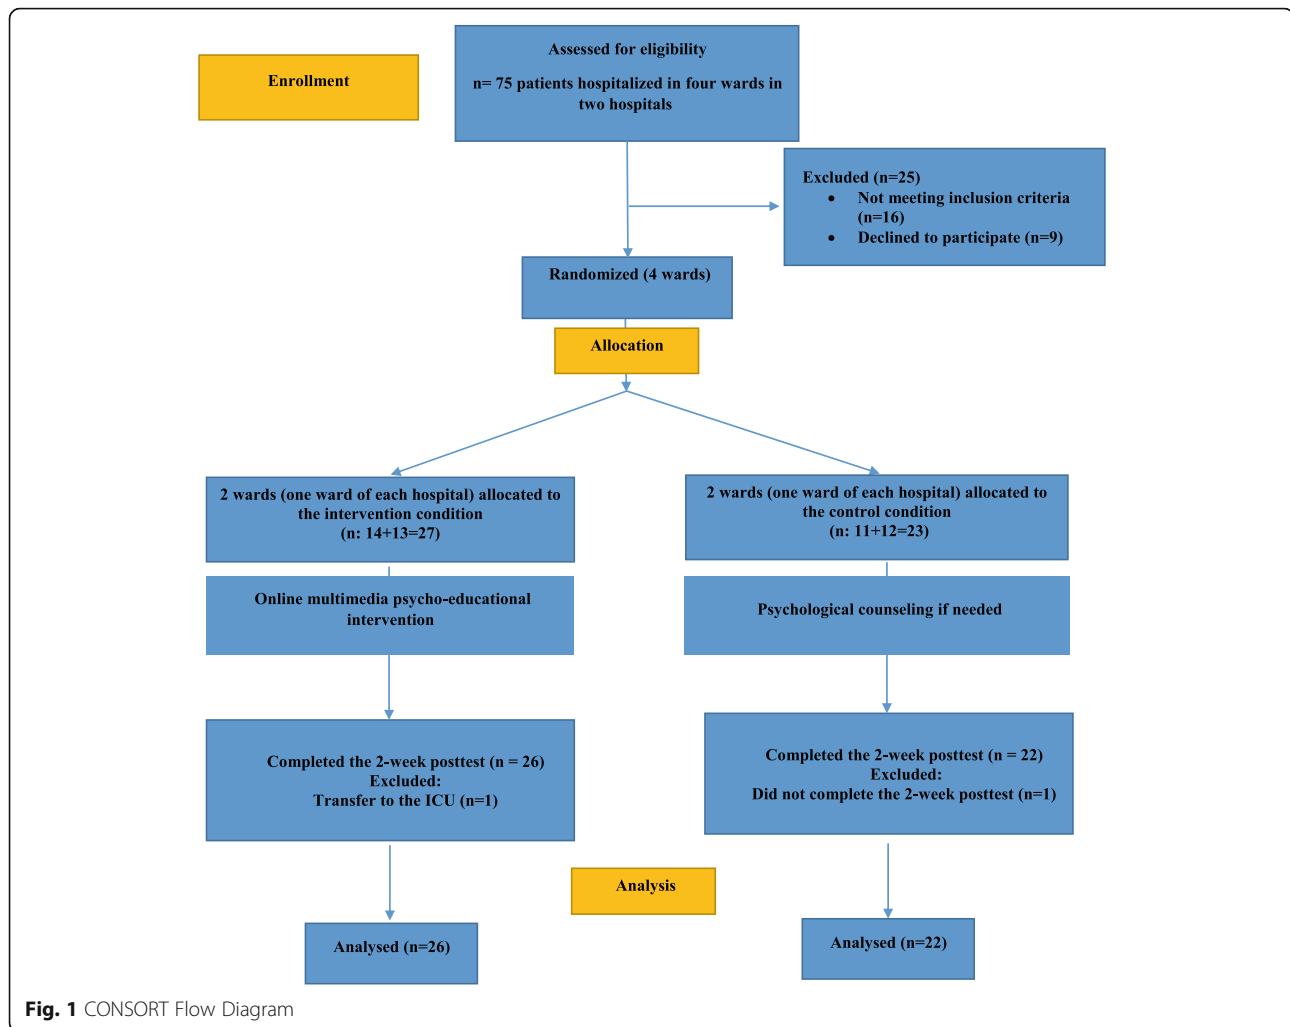 Enrollment
Assessed for eligibility
n= 75 patients hospitalized in four wards in
two hospitals
Excluded (n=25)
• Not meeting inclusion criteria
(n=16)
• Declined to participate (n=9)
Randomized (4 wards)
Allocation
2 wards (one ward of each hospital) allocated to
the intervention condition
(n: 14+13=27)
2 wards (one ward of each hospital) allocated to
the control condition
(n: 11+12=23)
Online multimedia psycho-educational
intervention
Psychological counseling if needed
Completed the 2-week posttest (n = 26)
Excluded:
Transfer to the ICU (n=1)
Completed the 2-week posttest (n = 22)
Excluded:
Did not complete the 2-week posttest (n=1)
Analysis
Analysed (n=26)
Analysed (n=22)
Fig. 1 CONSORT Flow Diagram